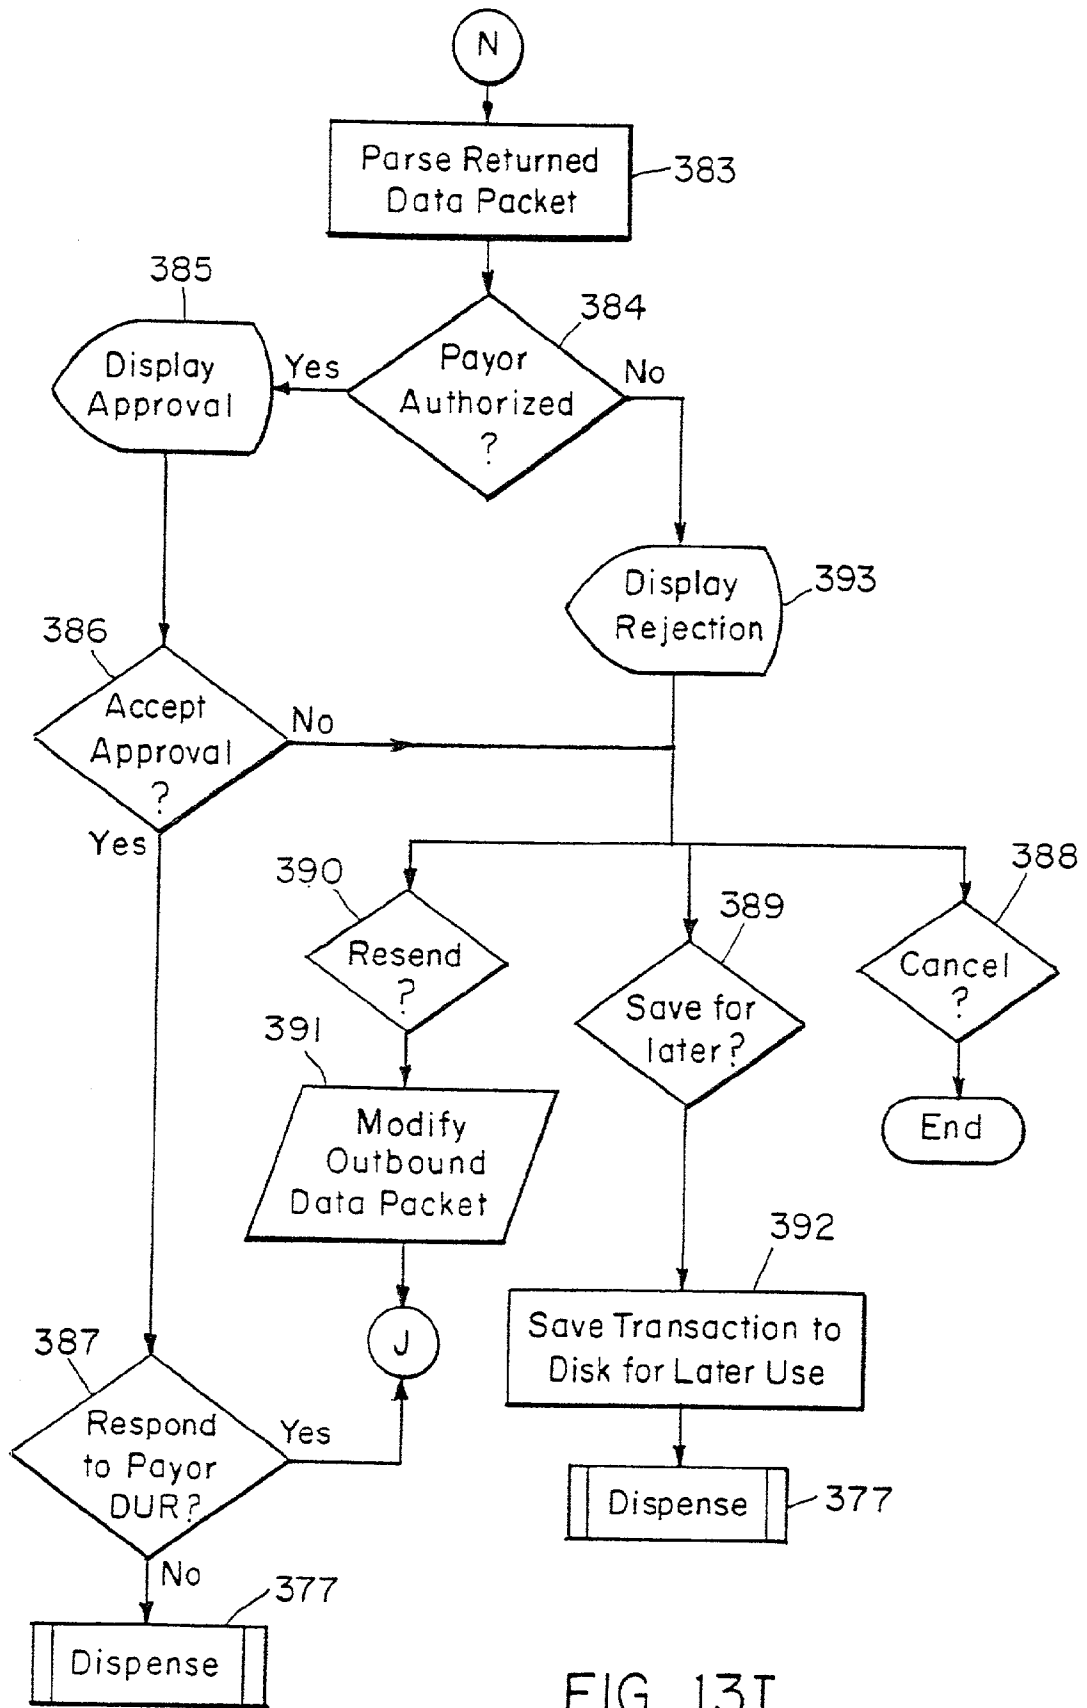 N
Parse Returned
Data Packet
383
385
384
Display
Approval
Yes
Payor
Authorized
?
No
Display
Rejection
393
386
Accept
Approval
?
No
Yes
390
Resend
?
389
Save for
later?
388
Cancel
?
End
391
Modify
Outbound
Data Packet
J
392
Save Transaction to
Disk for Later Use
Dispense
377
387
Respond
to Payor
DUR?
Yes
No
377
Dispense